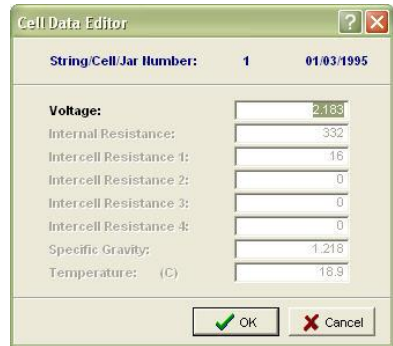 Cell Data Editor ?
String/Cell/Jar Number: 1 01/03/1995
Voltage: 2.183
Internal Resistance: 332
Intercell Resistance 1: 16
Intercell Resistance 2: 0
Intercell Resistance 3: 0
Intercell Resistance 4: 0
Specific Gravity: 1.218
Temperature: (C) 18.9
OK Cancel